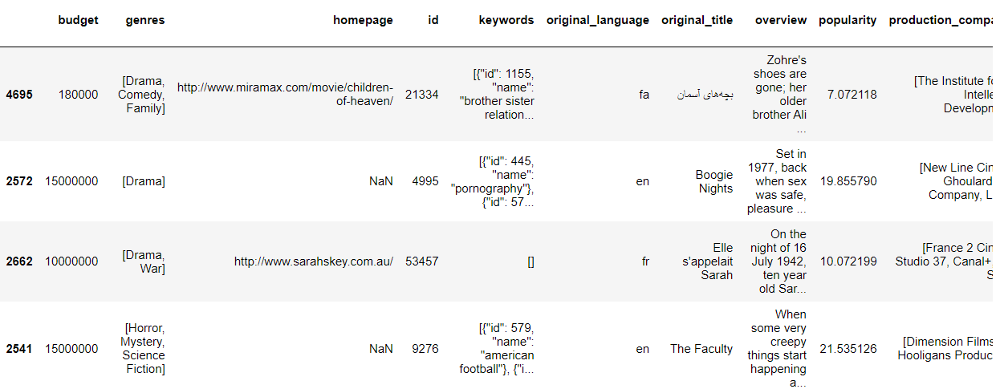 budget genres homepage id keywords original_language original_title overview popularity production_compa
4695 180000 [Drama, Comedy, Family] http://www.miramax.com/movie/children-of-heaven/ 21334 [{"id": 1155, "name": "brother sister relation... fa بچه‌های آسمان Zohre's shoes are gone; her older brother Ali ... 7.072118 [The Institute fo Intelle Developm
2572 15000000 [Drama] NaN 4995 [{"id": 445, "name": "pornography"}, {"id": 57... en Boogie Nights Set in 1977, back when sex was safe, pleasure ... 19.855790 [New Line Cin Ghoulard Company, L
2662 10000000 [Drama, War] http://www.sarahskey.com.au/ 53457 [] fr Elle s'appelait Sarah On the night of 16 July 1942, ten year old Sar... 10.072199 [France 2 Cin Studio 37, Canal+ S
2541 15000000 [Horror, Mystery, Science Fiction] NaN 9276 [{"id": 579, "name": "american football"}, {"i... en The Faculty When some very creepy things start happening a... 21.535126 [Dimension Films Hooligans Produc